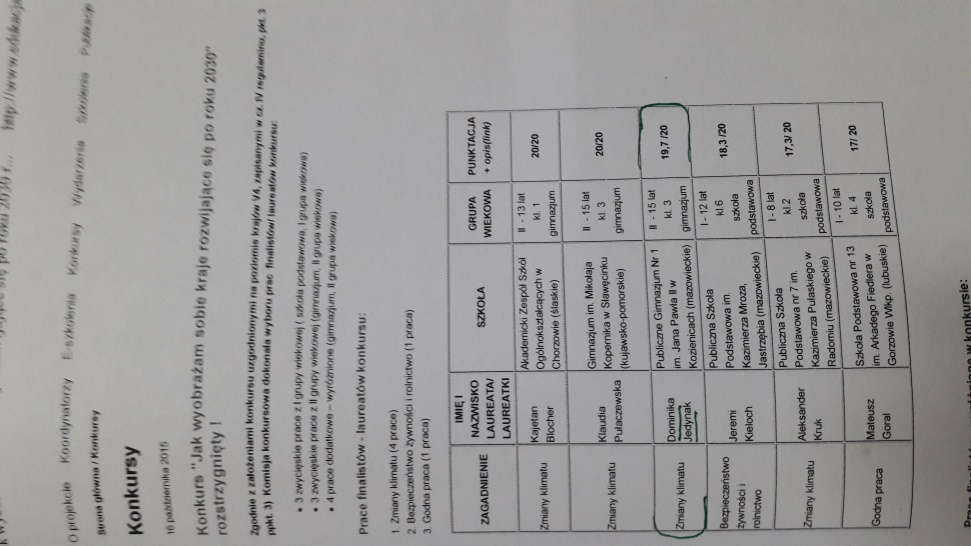 http://www.edukacja
po roku 2030 r...
O projekcie Koordynatorzy E-szkolenia Konkursy Wydarzenia Szkolenia Publikacje
strona główna / Konkursy
Konkursy
16 października 2015
Konkurs "Jak wyobrażam sobie kraje rozwijające się po roku 2030"
rozstrzygnięty !
Zgodnie z założeniami konkursu uzgodnionymi na poziomie krajów V4, zapisanymi w cz. IV regulaminu, pkt. 3
ppkt. 3) Komisja konkursowa dokonała wyboru prac finalistów/ laureatów konkursu:
• 3 zwycięskie prace z I grupy wiekowej ( szkoła podstawowa, I grupa wiekowa)
• 3 zwycięskie prace z II grupy wiekowej (gimnazjum, II grupa wiekowa)
• 4 prace dodatkowe – wyróżnione (gimnazjum, II grupa wiekowa)
Prace finalistów - laureatów konkursu:
1. Zmiany klimatu (4 prace)
2. Bezpieczeństwo żywności i rolnictwo (1 praca)
3. Godna praca (1 praca)
ZAGADNIENIE
IMIĘ I
NAZWISKO
LAUREATA/
LAUREATKI
SZKOŁA
GRUPA
WIEKOWA
PUNKTACJA
+ opis(link)
Zmiany klimatu
Kajetan
Blocher
Akademicki Zespół Szkół
Ogólnokształcących w
Chorzowie (śląskie)
II - 13 lat
kl. 1
gimnazjum
20/20
Zmiany klimatu
Klaudia
Pułaczewska
Gimnazjum im. Mikołaja
Kopernika w Sławęcinku
(kujawsko-pomorskie)
II - 15 lat
kl. 3
gimnazjum
20/20
Zmiany klimatu
Dominika
Jedynak
Publiczne Gimnazjum Nr 1
im. Jana Pawła II w
Kozienicach (mazowieckie)
II - 15 lat
kl. 3
gimnazjum
19,7 /20
Bezpieczeństwo
żywności i
rolnictwo
Jeremi
Kieloch
Publiczna Szkoła
Podstawowa im.
Kazimierza Mroza,
Jastrzębia (mazowieckie)
I - 12 lat
kl.6
szkoła
podstawowa
18,3 /20
Zmiany klimatu
Aleksander
Kruk
Publiczna Szkoła
Podstawowa nr 7 im.
Kazimierza Pułaskiego w
Radomiu (mazowieckie)
I - 8 lat
kl.2
szkoła
podstawowa
17,3/ 20
Godna praca
Mateusz
Goral
Szkoła Podstawowa nr 13
im. Arkadego Fiedlera w
Gorzowie Wlkp. (lubuskie)
I - 10 lat
kl. 4
szkoła
podstawowa
17/ 20
w konkursie: